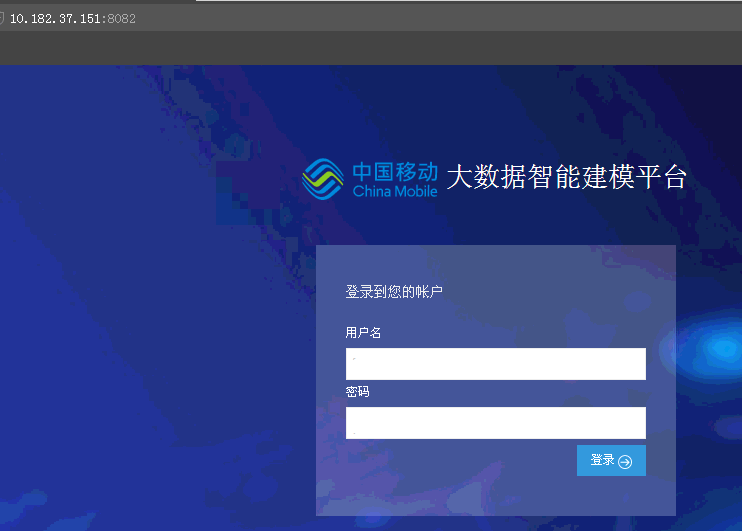 10.182.37.151:8082
中国移动 大数据智能建模平台
China Mobile
登录到您的帐户
用户名
密码
登录